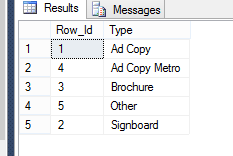 Results Messages
Row_Id Type
1 1 Ad Copy
2 4 Ad Copy Metro
3 3 Brochure
4 5 Other
5 2 Signboard